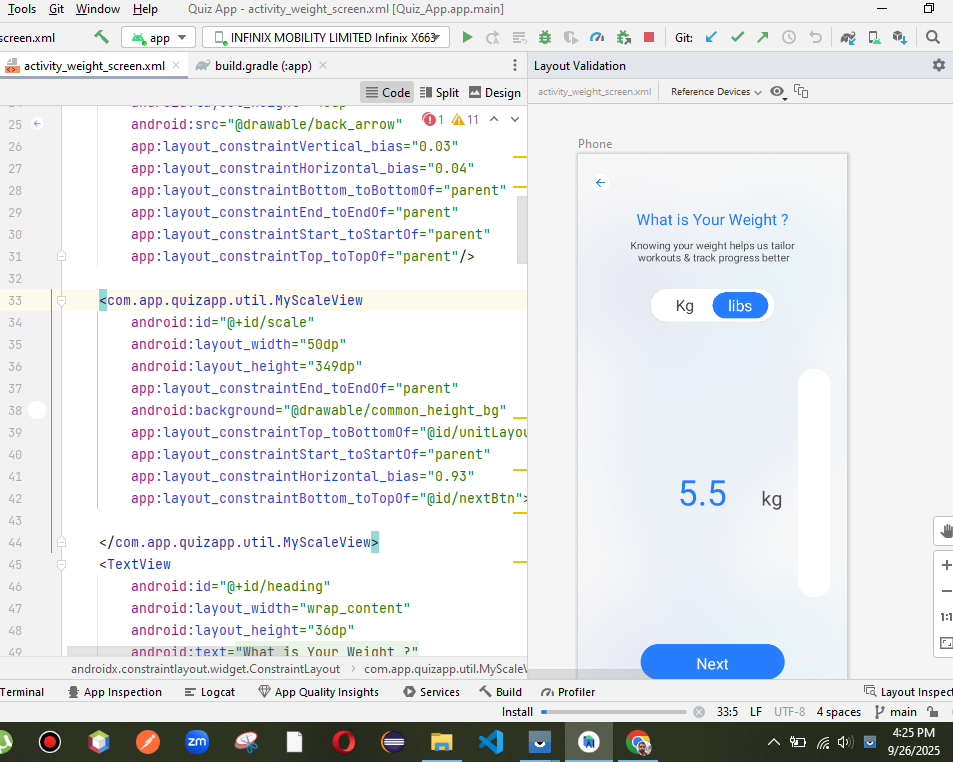 Tools Git Window Help Quiz App - activity_weight_screen.xml [Quiz_App.app.main]
screen.xml app INFINIX MOBILITY LIMITED Infinix X663 Git:
activity_weight_screen.xml build.gradle (:app) Layout Validation
Code Split Design activity_weight_screen.xml Reference Devices
25 android:src="@drawable/back_arrow" 1 11
26 app:layout_constraintVertical_bias="0.03"
27 app:layout_constraintHorizontal_bias="0.04"
28 app:layout_constraintBottom_toBottomOf="parent"
29 app:layout_constraintEnd_toEndOf="parent"
30 app:layout_constraintStart_toStartOf="parent"
31 app:layout_constraintTop_toTopOf="parent"/>
32
33 <com.app.quizapp.util.MyScaleView
34 android:id="@+id/scale"
35 android:layout_width="50dp"
36 android:layout_height="349dp"
37 app:layout_constraintEnd_toEndOf="parent"
38 android:background="@drawable/common_height_bg"
39 app:layout_constraintTop_toBottomOf="@id/unitLayou
40 app:layout_constraintStart_toStartOf="parent"
41 app:layout_constraintHorizontal_bias="0.93"
42 app:layout_constraintBottom_toTopOf="@id/nextBtn">
43
44 </com.app.quizapp.util.MyScaleView>
45 <TextView
46 android:id="@+id/heading"
47 android:layout_width="wrap_content"
48 android:layout_height="36dp"
49 android:text="What is Your Weight ?"
androidx.constraintlayout.widget.ConstraintLayout com.app.quizapp.util.MyScaleV
Phone
What is Your Weight ?
Knowing your weight helps us tailor
workouts & track progress better
Kg libs
5.5 kg
Next
1:1
Terminal App Inspection Logcat App Quality Insights Services Build Profiler Layout Inspect
Install 33:5 LF UTF-8 4 spaces main
zm
4:25 PM
9/26/2025